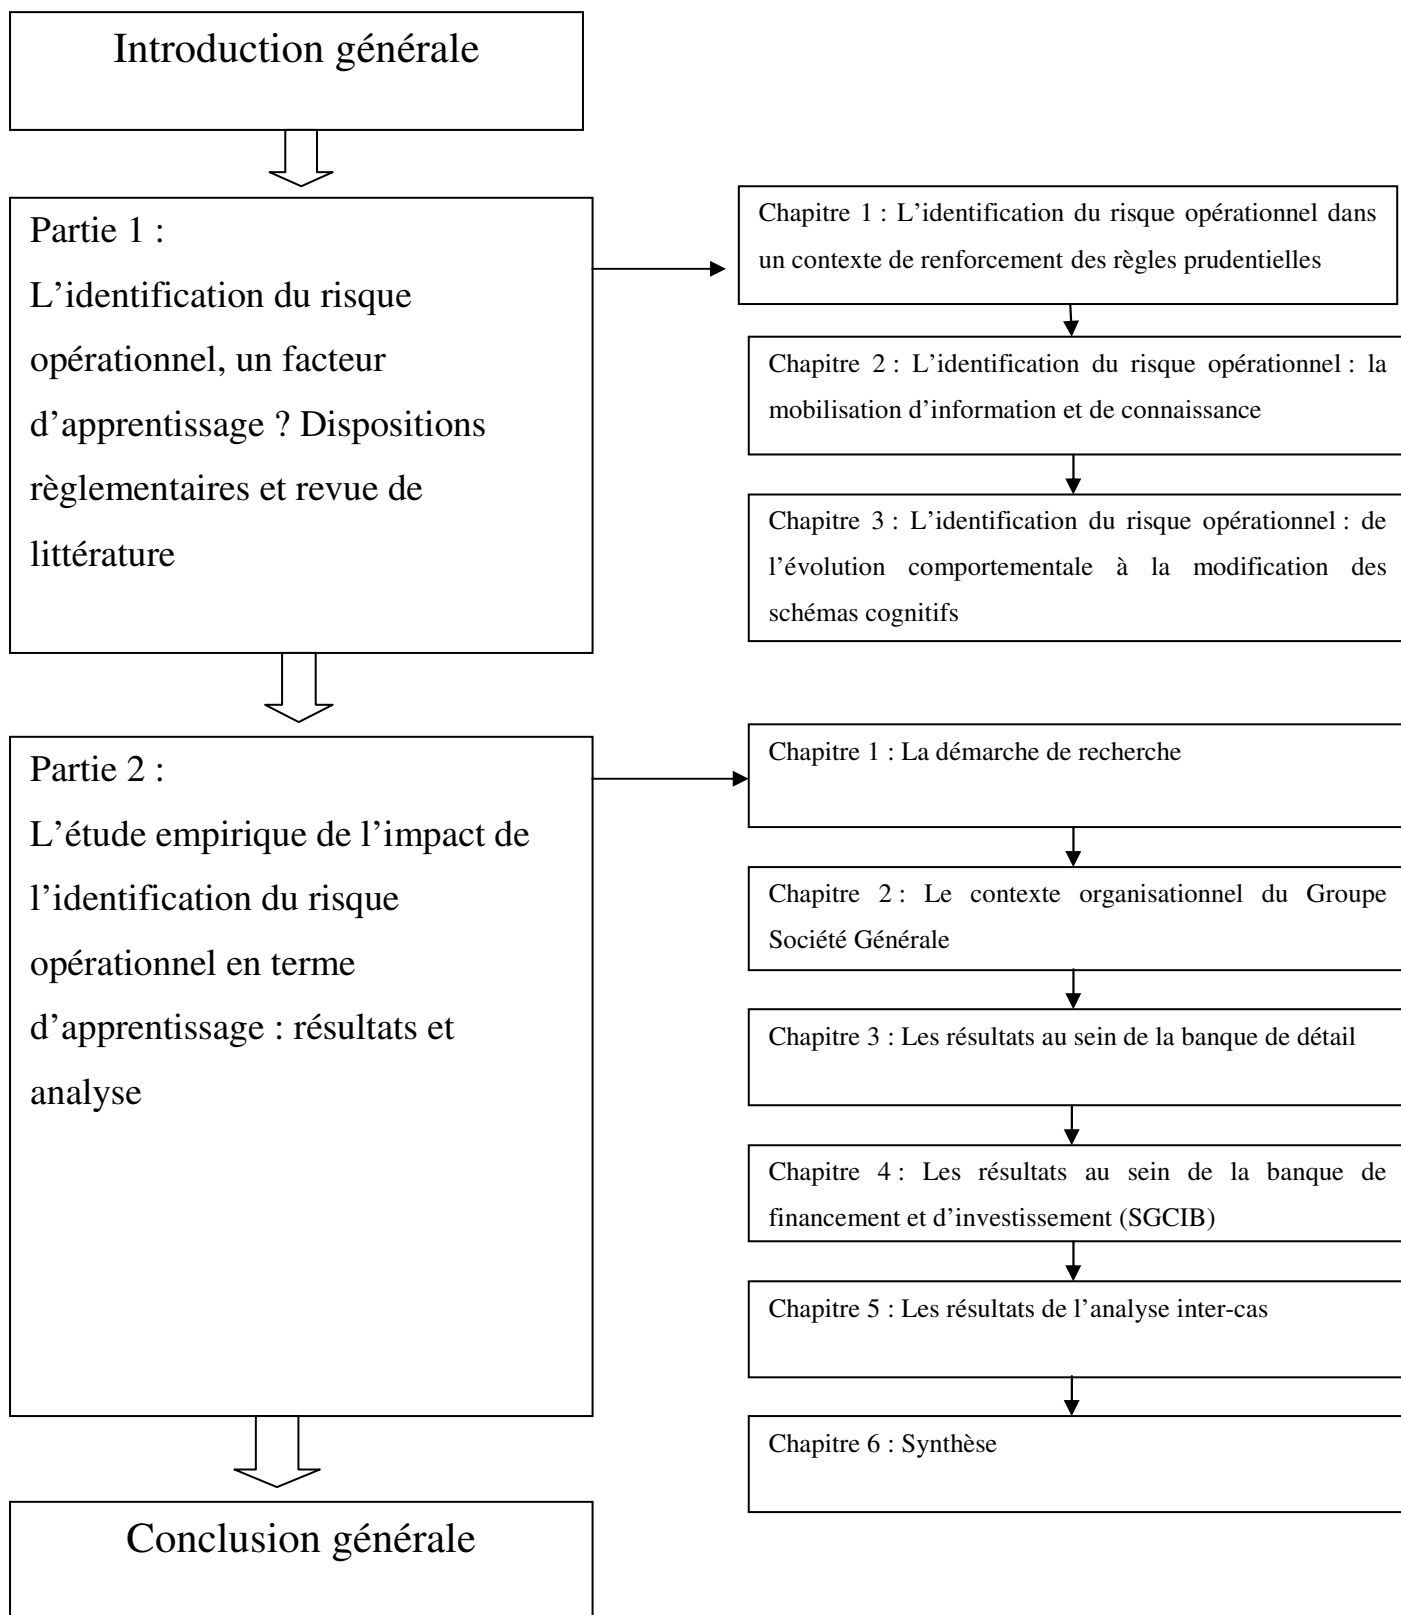 Introduction générale
Partie 1 :
L'identification du risque
opérationnel, un facteur
d'apprentissage ? Dispositions
règlementaires et revue de
littérature
Chapitre 1 : L'identification du risque opérationnel dans
un contexte de renforcement des règles prudentielles
Chapitre 2 : L'identification du risque opérationnel : la
mobilisation d'information et de connaissance
Chapitre 3 : L'identification du risque opérationnel : de
l'évolution comportementale à la modification des
schémas cognitifs
Partie 2 :
L'étude empirique de l'impact de
l'identification du risque
opérationnel en terme
d'apprentissage : résultats et
analyse
Chapitre 1 : La démarche de recherche
Chapitre 2 : Le contexte organisationnel du Groupe
Société Générale
Chapitre 3 : Les résultats au sein de la banque de détail
Chapitre 4 : Les résultats au sein de la banque de
financement et d'investissement (SGCIB)
Chapitre 5 : Les résultats de l'analyse inter-cas
Chapitre 6 : Synthèse
Conclusion générale